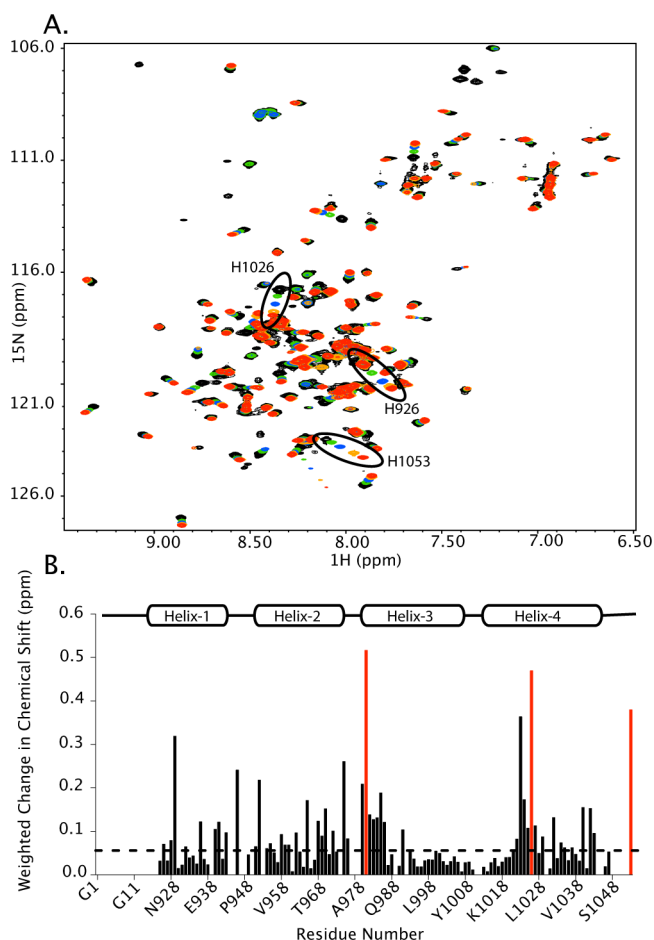 A.
106.0
111.0
116.0
121.0
126.0
15N (ppm)
H1026
H926
H1053
9.00 8.00 7.50 7.00 6.50
1H (ppm)
B.
Helix-1 Helix-2 Helix-3 Helix-4
0.6
0.5
0.4
0.3
0.2
0.1
0.0
Weighted Change in Chemical Shift (ppm)
G1 G11 N928 E938 P948 V958 T968 A978 Q988 L998 Y1008 K1018 L1028 V1038 S1048
Residue Number